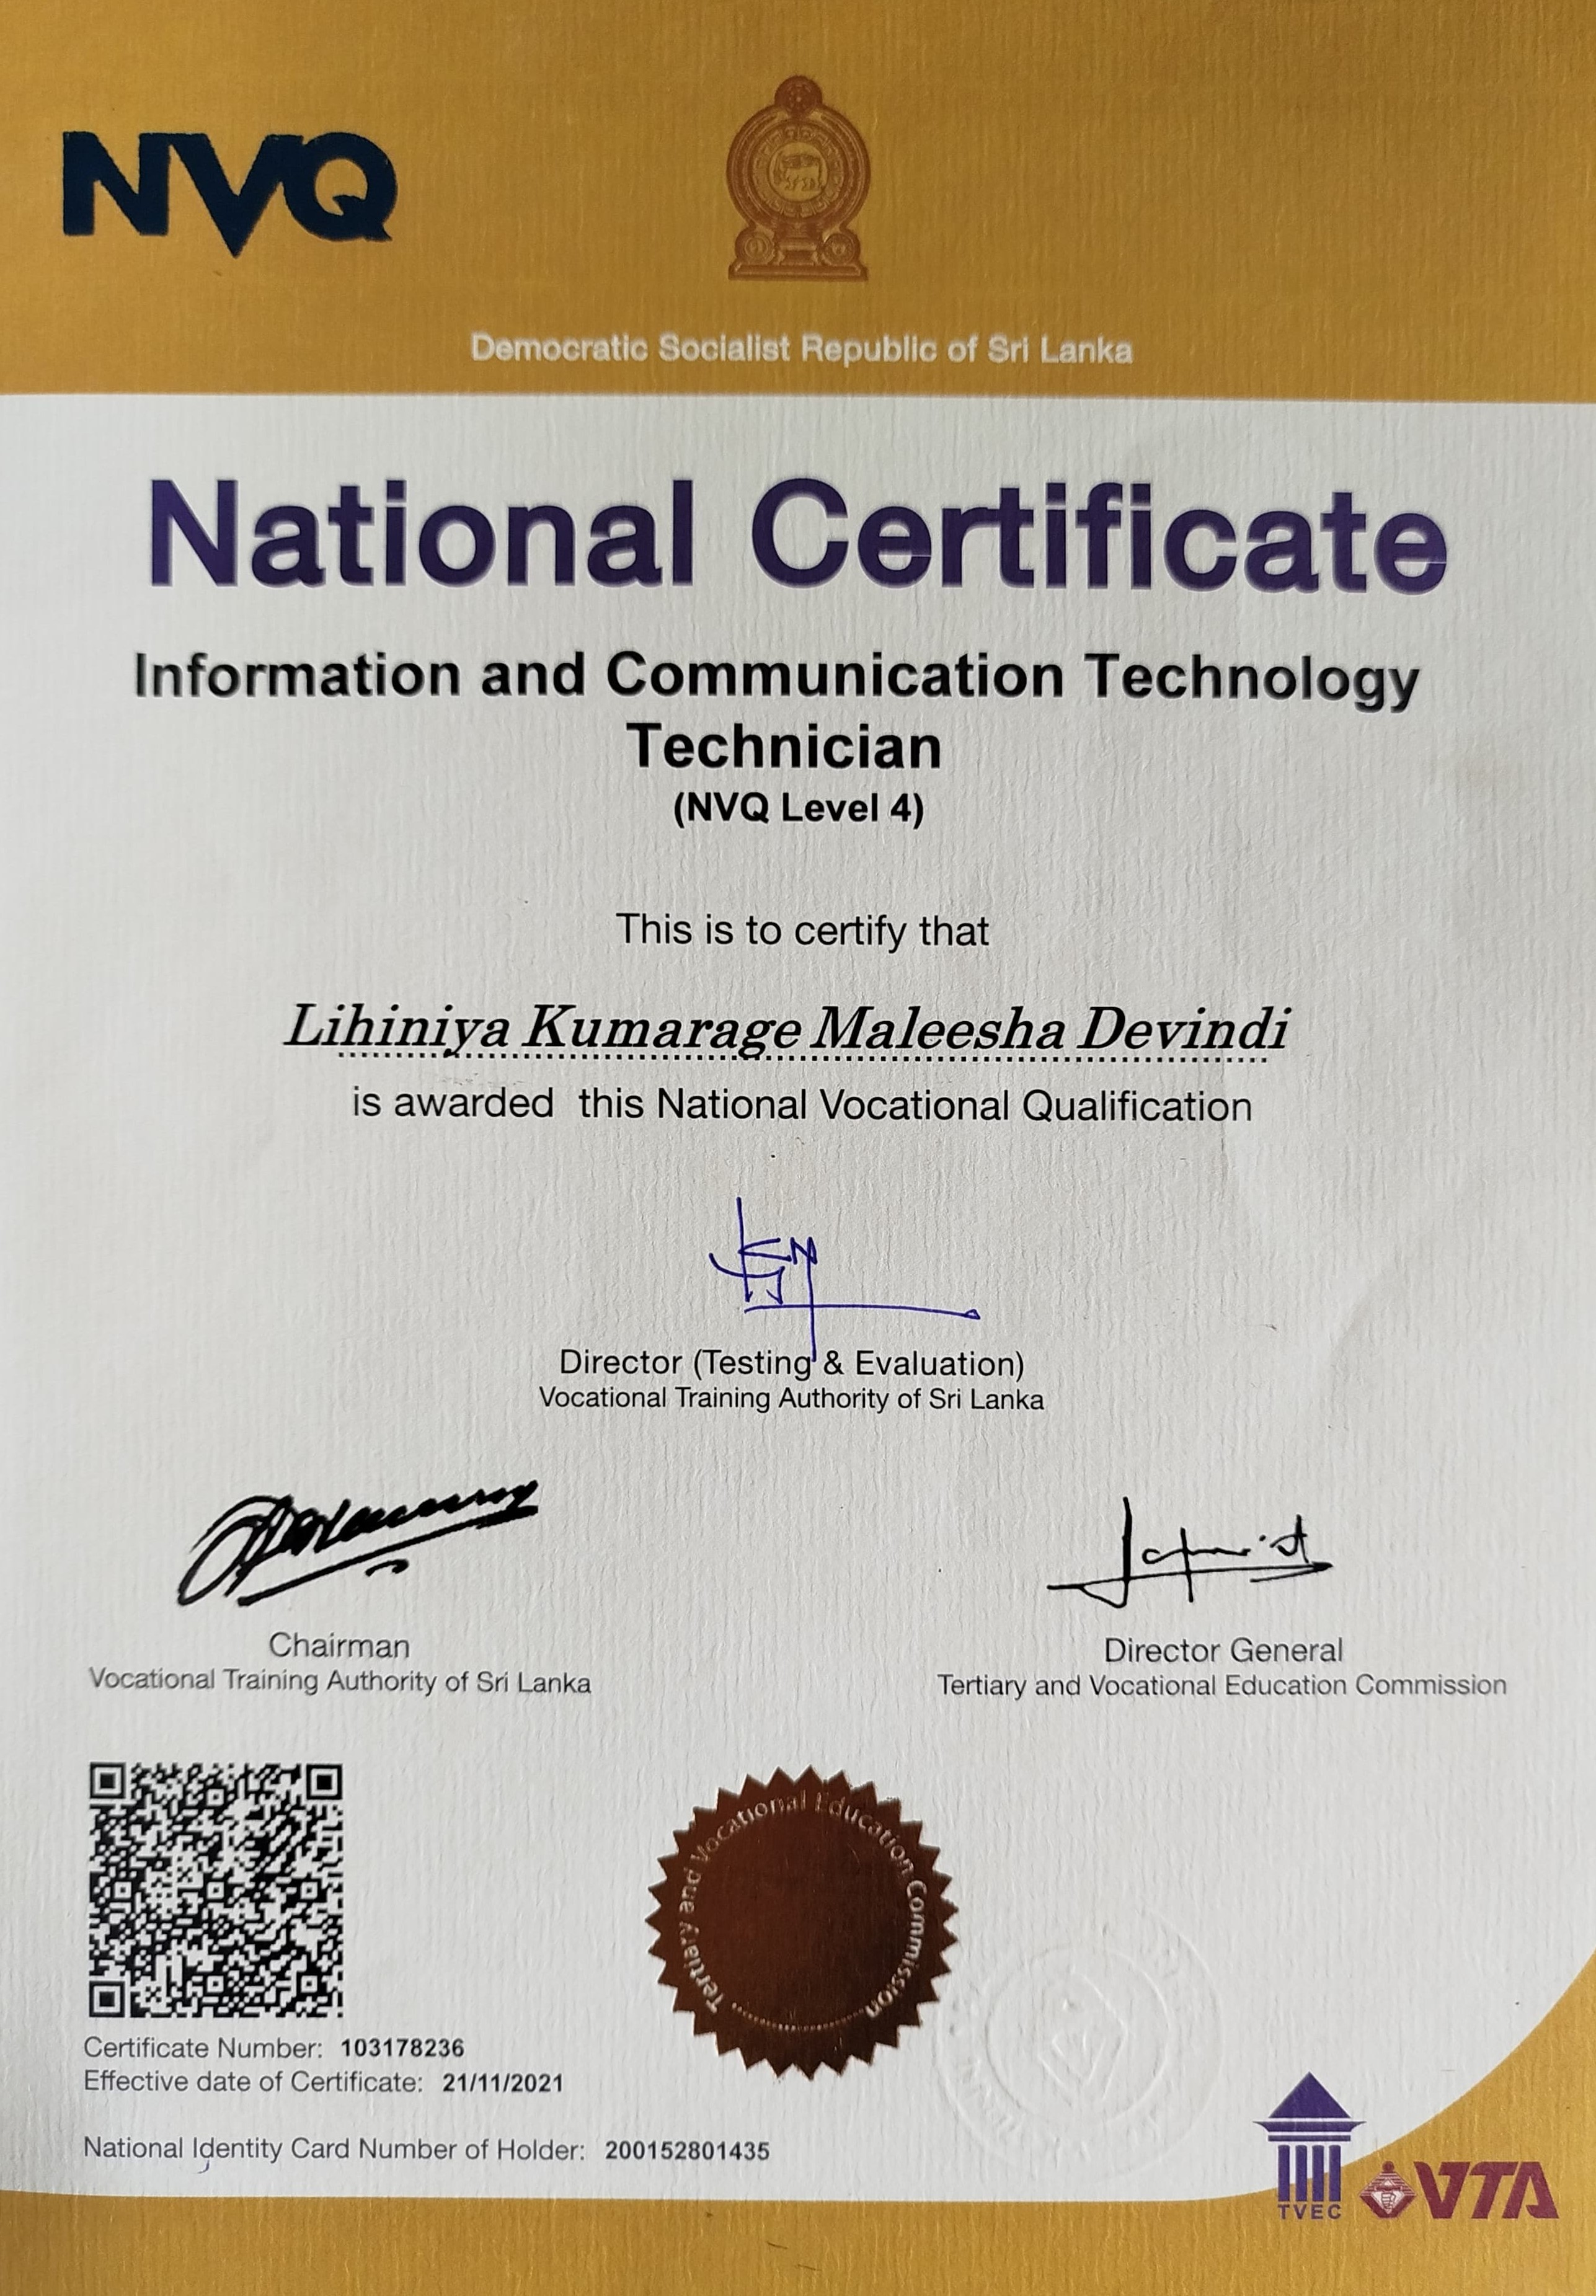 NVQ
Democratic Socialist Republic of Sri Lanka
National Certificate
Information and Communication Technology
Technician
(NVQ Level 4)
This is to certify that
Lihiniya Kumarage Maleesha Devindi
is awarded this National Vocational Qualification
Director (Testing & Evaluation)
Vocational Training Authority of Sri Lanka
Chairman
Vocational Training Authority of Sri Lanka
Director General
Tertiary and Vocational Education Commission
Tertiary and Vocational Education Commission
Certificate Number: 103178236
Effective date of Certificate: 21/11/2021
National Identity Card Number of Holder: 200152801435
TVEC
VTA